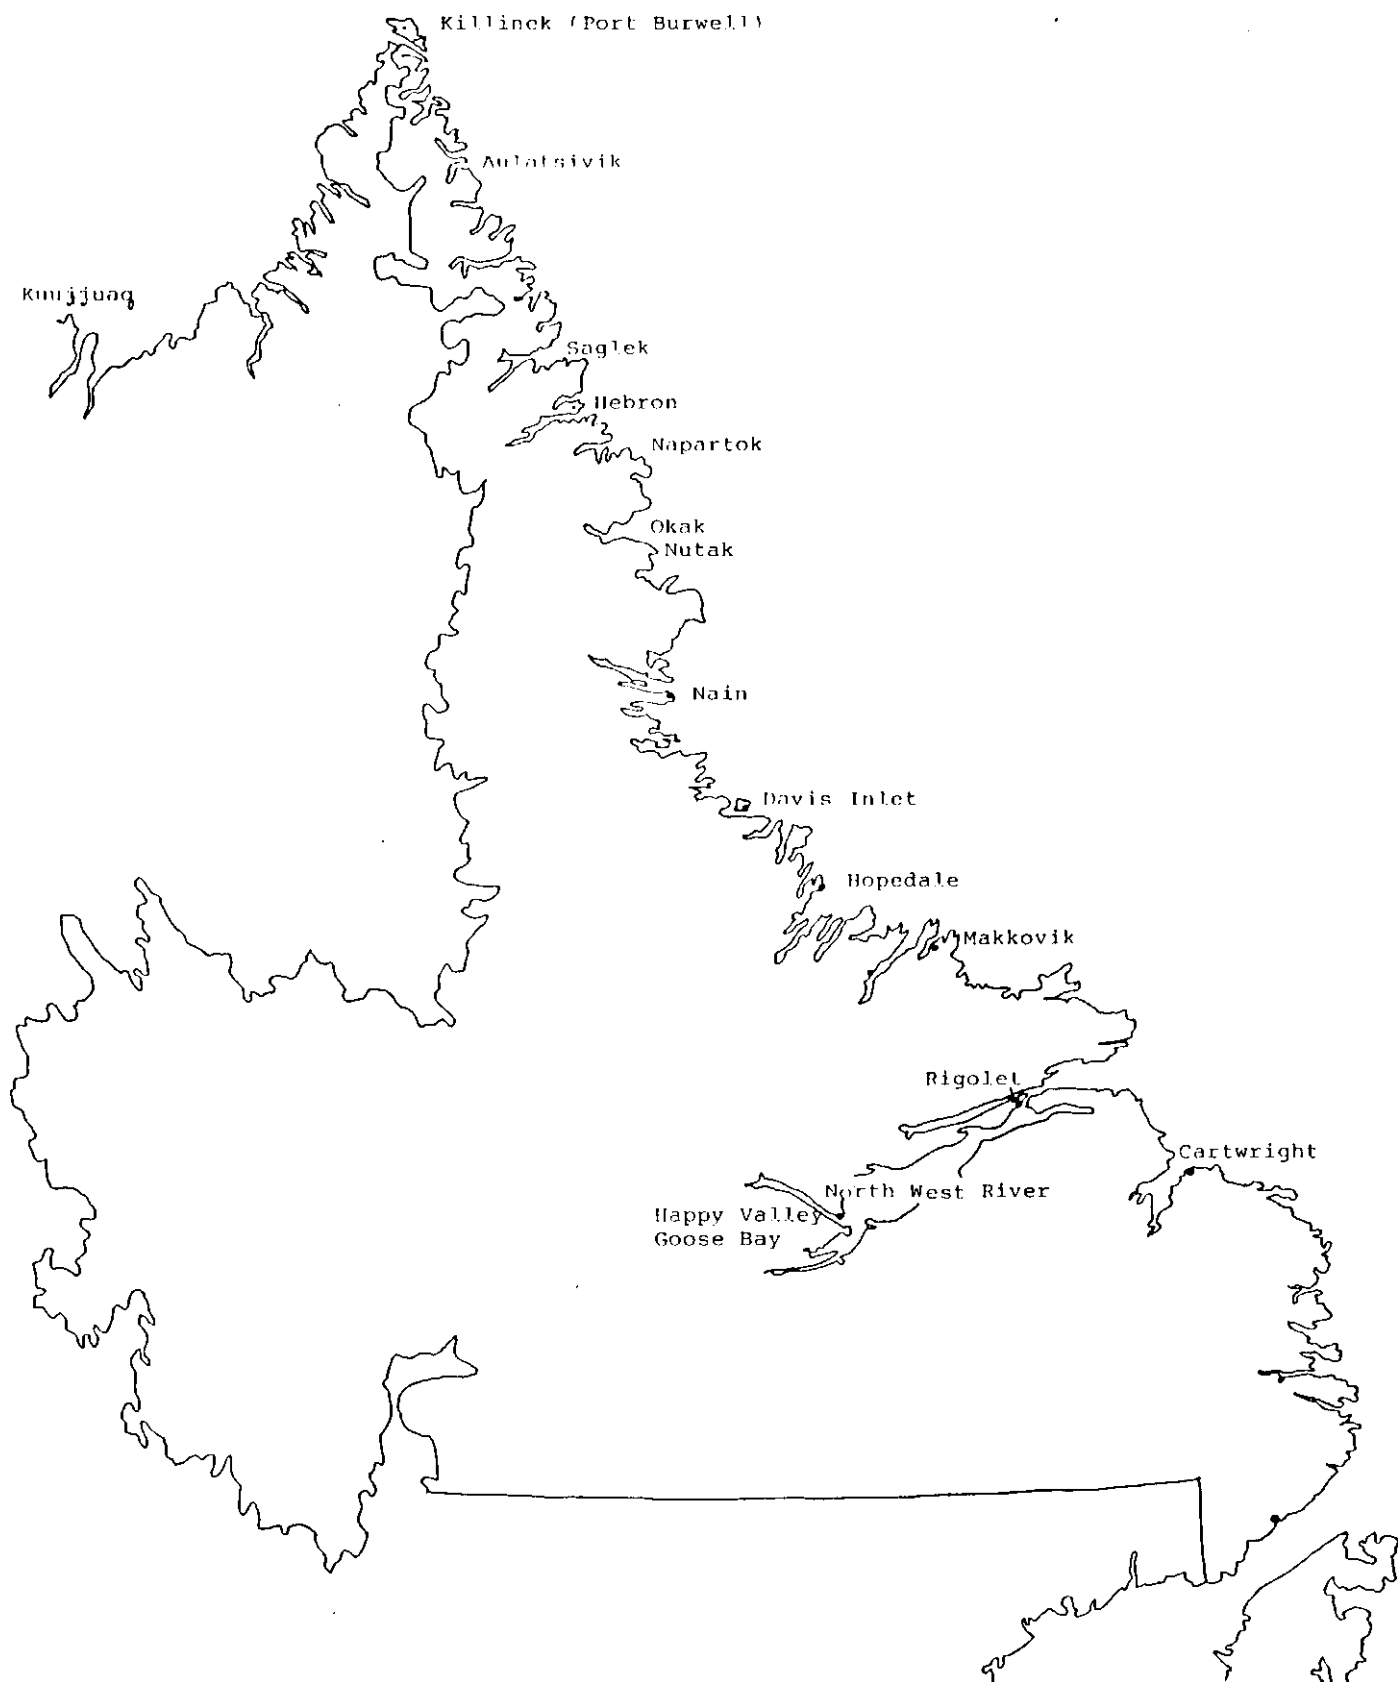 Killinek (Port Burwell)
Aulatsivik
Kuujjuaq
Saglek
Hebron
Napartok
Okak
Nutak
Nain
Davis Inlet
Hopedale
Makkovik
Rigolet
Cartwright
North West River
Happy Valley
Goose Bay